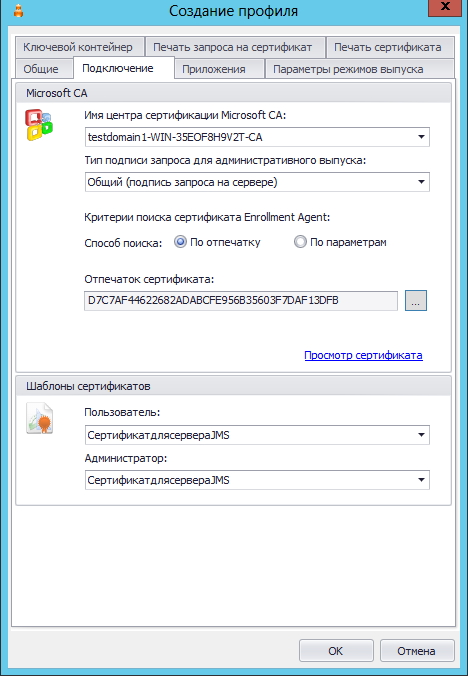 Создание профиля
x
Ключевой контейнер Печать запроса на сертификат Печать сертификата
Общие Подключение Приложения Параметры режимов выпуска
Microsoft CA
Имя центра сертификации Microsoft CA:
testdomain1-WIN-35EOF8H9V2T-CA
Тип подписи запроса для административного выпуска:
Общий (подпись запроса на сервере)
Критерии поиска сертификата Enrollment Agent:
Способ поиска: По отпечатку По параметрам
Отпечаток сертификата:
D7C7AF44622682ADABCFE956B35603F7DAF13DFB ...
Просмотр сертификата
Шаблоны сертификатов
Пользователь:
СертификатдлясервераJMS
Администратор:
СертификатдлясервераJMS
OK Отмена